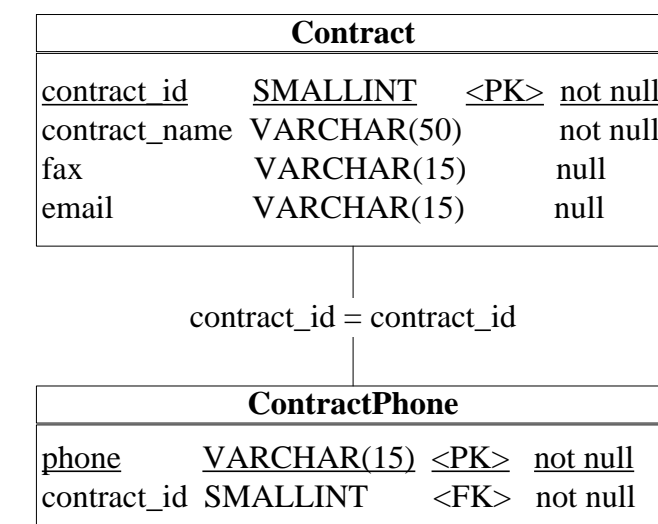 Contract
contract_id SMALLINT <PK> not null
contract_name VARCHAR(50) not null
fax VARCHAR(15) null
email VARCHAR(15) null
contract_id = contract_id
ContractPhone
phone VARCHAR(15) <PK> not null
contract_id SMALLINT <FK> not null